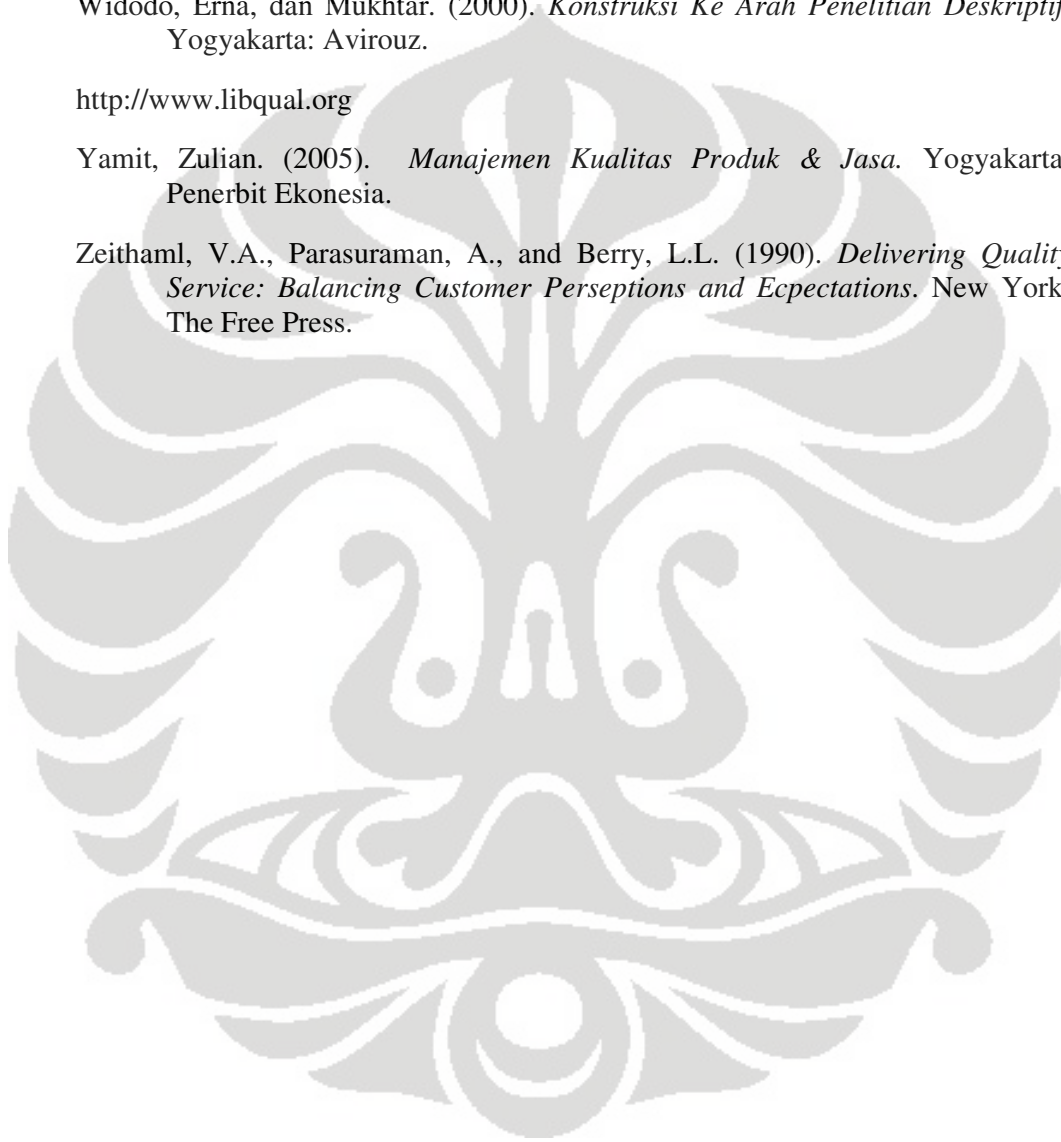 Widodo, Erna, dan Mukhtar. (2000). Konstruksi Ke Arah Penelitian Deskriptif
Yogyakarta: Avirouz.
http://www.libqual.org
Yamit, Zulian. (2005). Manajemen Kualitas Produk & Jasa. Yogyakarta
Penerbit Ekonesia.
Zeithaml, V.A., Parasuraman, A., and Berry, L.L. (1990). Delivering Quality
Service: Balancing Customer Perseptions and Ecpectations. New York
The Free Press.